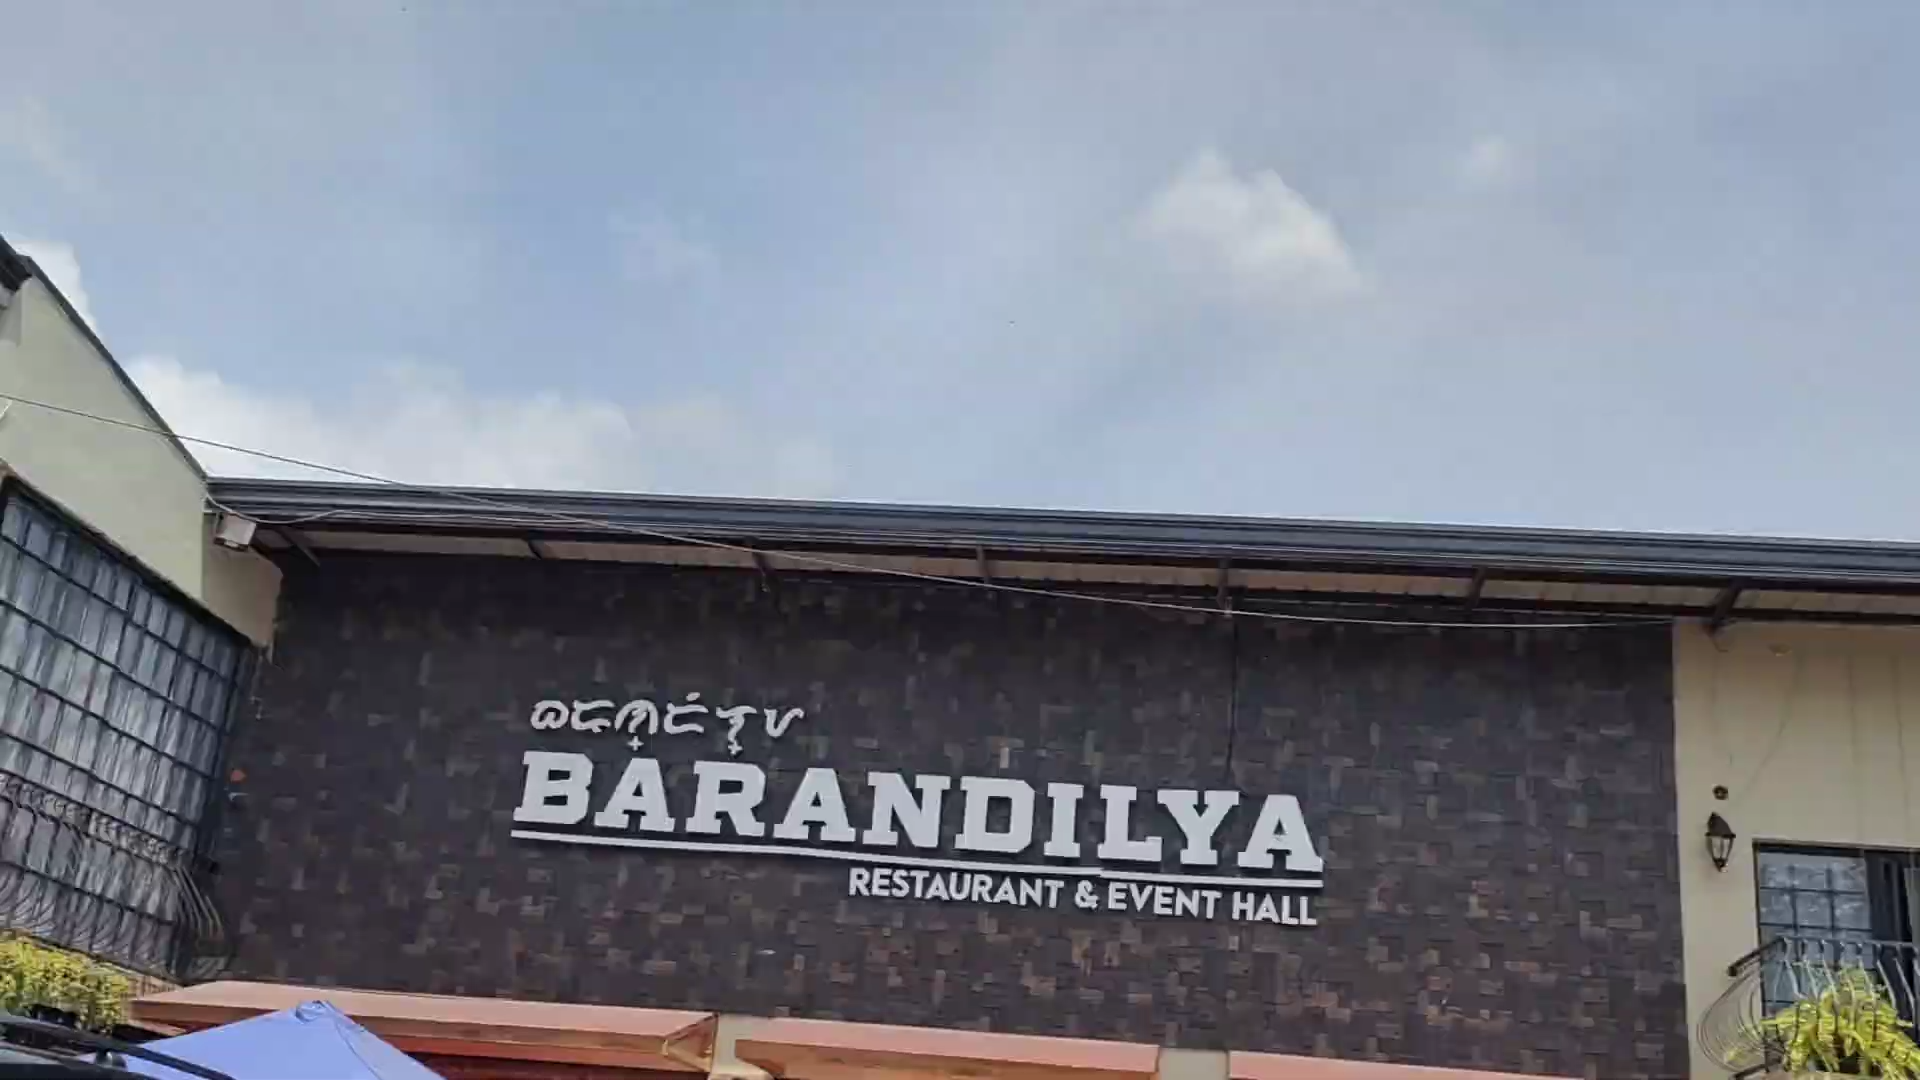 ᜊᜇᜈ᜔ᜇᜒᜎ᜔ᜌ
BARANDILYA
RESTAURANT & EVENT HALL